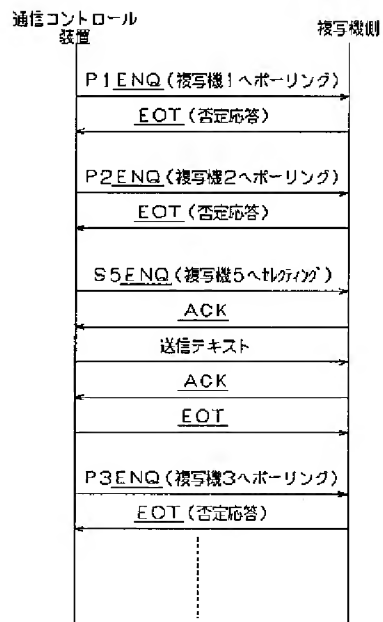 通信コントロール
装置
複写機側
P1ENQ(複写機1へポーリング)
EOT(否定応答)
P2ENQ(複写機2へポーリング)
EOT(否定応答)
S5ENQ(複写機5へセレクティング)
ACK
送信テキスト
ACK
EOT
P3ENQ(複写機3へポーリング)
EOT(否定応答)